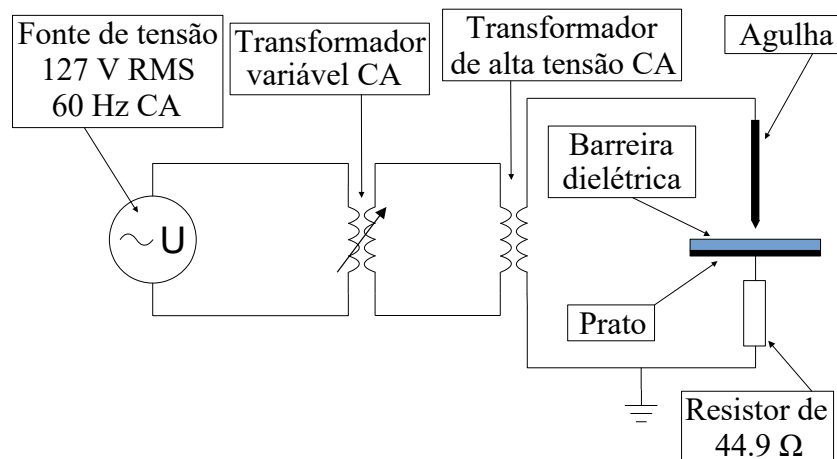 Fonte de tensão
127 V RMS
60 Hz CA
Transformador
variável CA
Transformador
de alta tensão CA
Agulha
Barreira
dielétrica
U
Prato
Resistor de
44.9 Ω